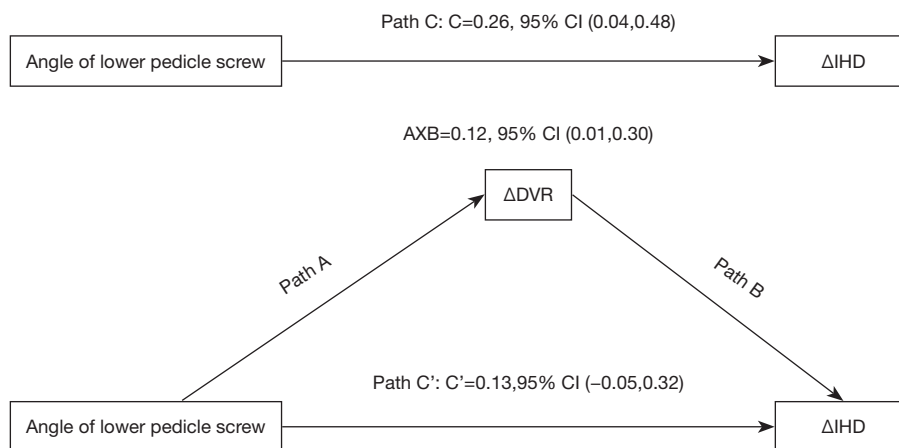 Path C: C=0.26, 95% CI (0.04,0.48)
Angle of lower pedicle screw
ΔIHD
AXB=0.12, 95% CI (0.01,0.30)
ΔDVR
Path A
Path B
Path C’: C’=0.13,95% CI (−0.05,0.32)
Angle of lower pedicle screw
ΔIHD